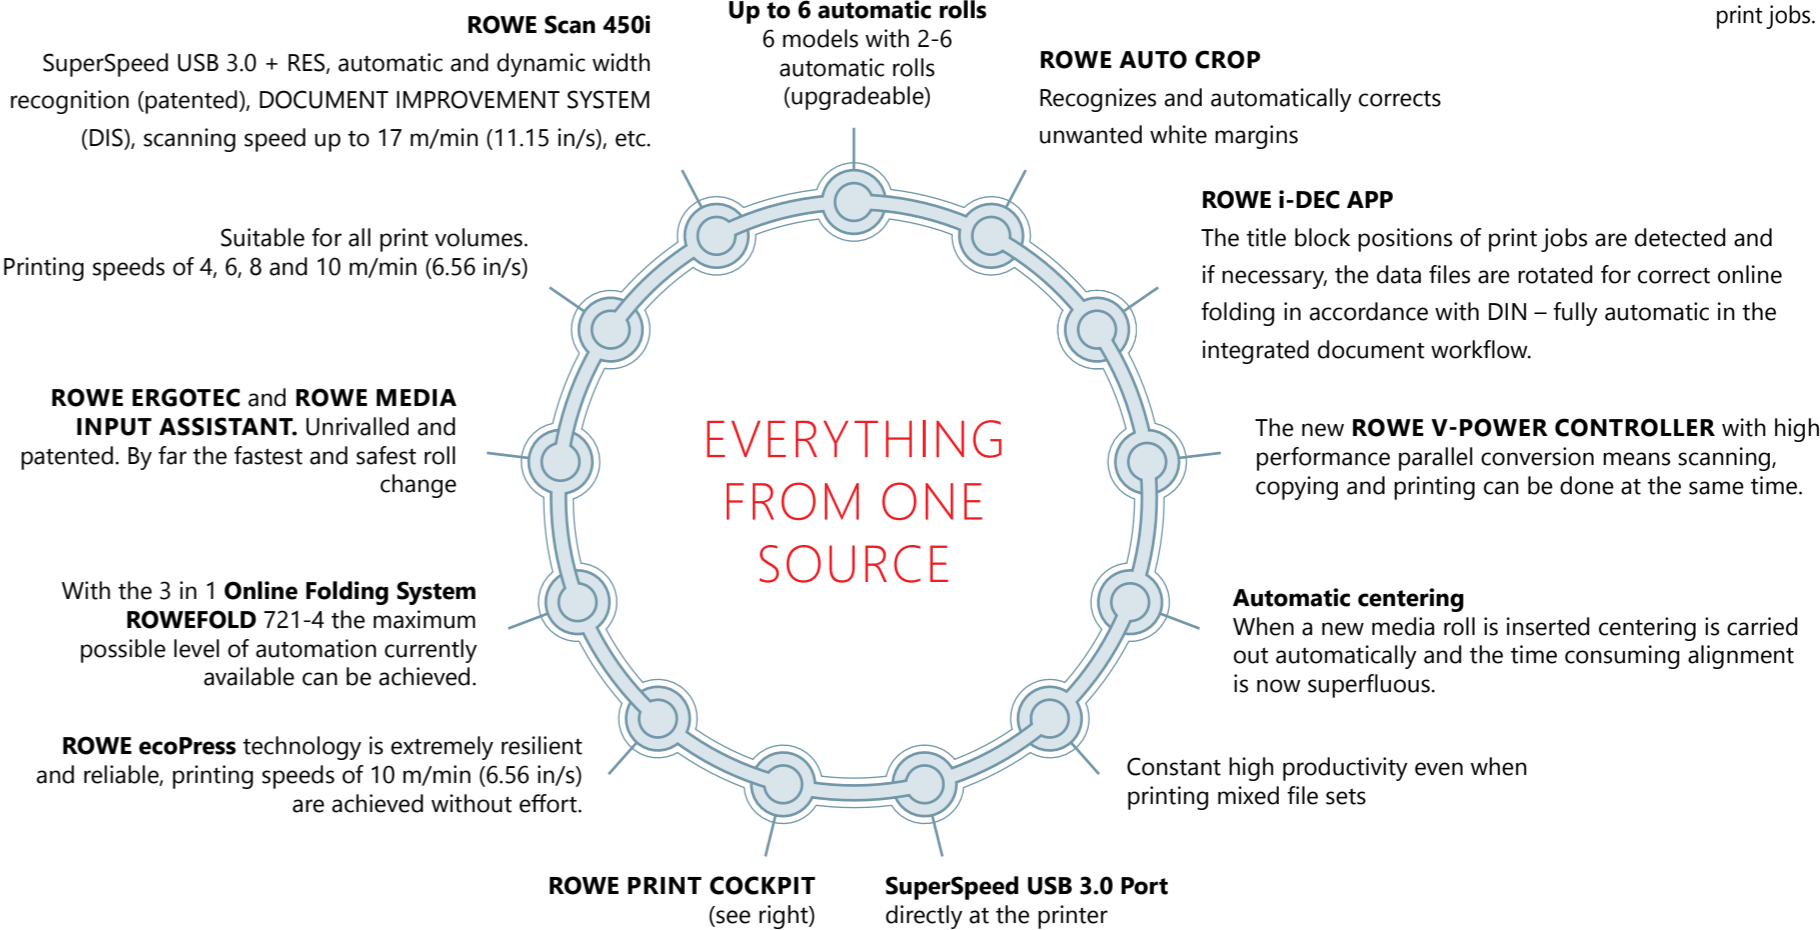 print jobs.
Up to 6 automatic rolls
6 models with 2-6
automatic rolls
(upgradeable)
ROWE Scan 450i
SuperSpeed USB 3.0 + RES, automatic and dynamic width
recognition (patented), DOCUMENT IMPROVEMENT SYSTEM
(DIS), scanning speed up to 17 m/min (11.15 in/s), etc.
ROWE AUTO CROP
Recognizes and automatically corrects
unwanted white margins
Suitable for all print volumes.
Printing speeds of 4, 6, 8 and 10 m/min (6.56 in/s)
ROWE i-DEC APP
The title block positions of print jobs are detected and
if necessary, the data files are rotated for correct online
folding in accordance with DIN – fully automatic in the
integrated document workflow.
ROWE ERGOTEC and ROWE MEDIA
INPUT ASSISTANT. Unrivalled and
patented. By far the fastest and safest roll
change
EVERYTHING
FROM ONE
SOURCE
The new ROWE V-POWER CONTROLLER with high
performance parallel conversion means scanning,
copying and printing can be done at the same time.
With the 3 in 1 Online Folding System
ROWEFOLD 721-4 the maximum
possible level of automation currently
available can be achieved.
Automatic centering
When a new media roll is inserted centering is carried
out automatically and the time consuming alignment
is now superfluous.
ROWE ecoPress technology is extremely resilient
and reliable, printing speeds of 10 m/min (6.56 in/s)
are achieved without effort.
Constant high productivity even when
printing mixed file sets
ROWE PRINT COCKPIT
(see right)
SuperSpeed USB 3.0 Port
directly at the printer